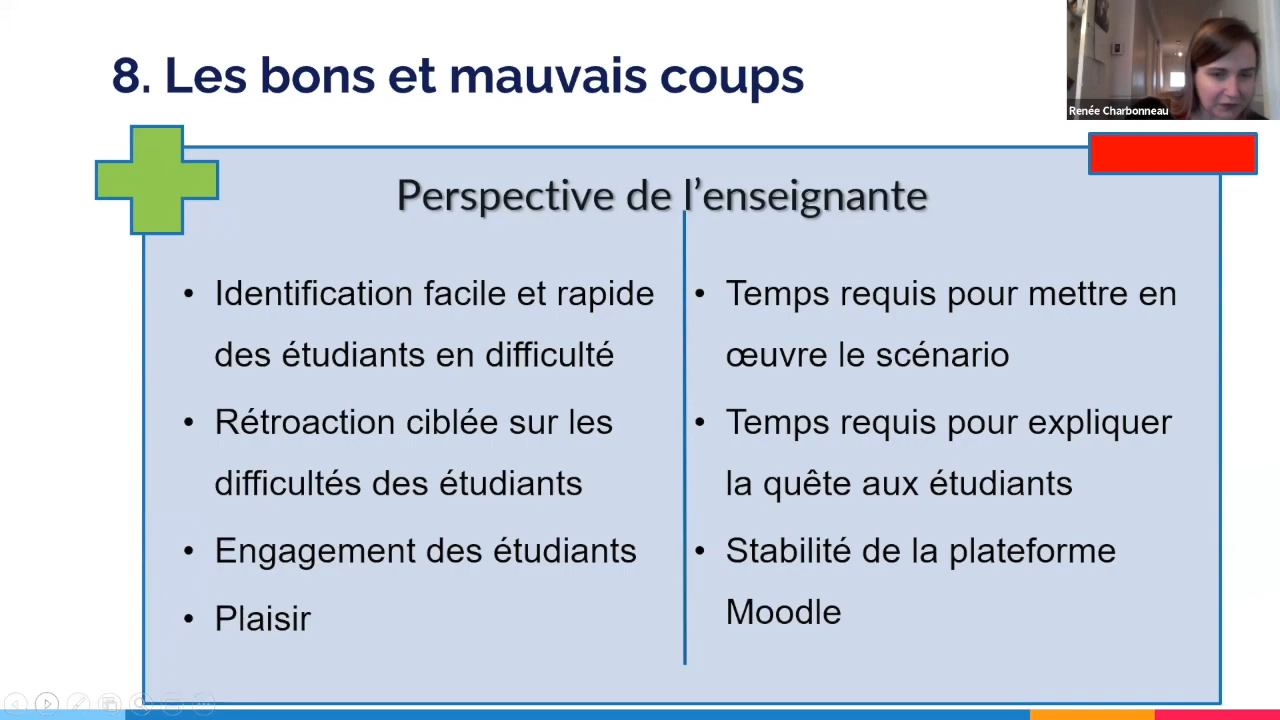 8. Les bons et mauvais coups
Renée Charbonneau
Perspective de l’enseignante
• Identification facile et rapide
des étudiants en difficulté
• Rétroaction ciblée sur les
difficultés des étudiants
• Engagement des étudiants
• Plaisir
• Temps requis pour mettre en
œuvre le scénario
• Temps requis pour expliquer
la quête aux étudiants
• Stabilité de la plateforme
Moodle